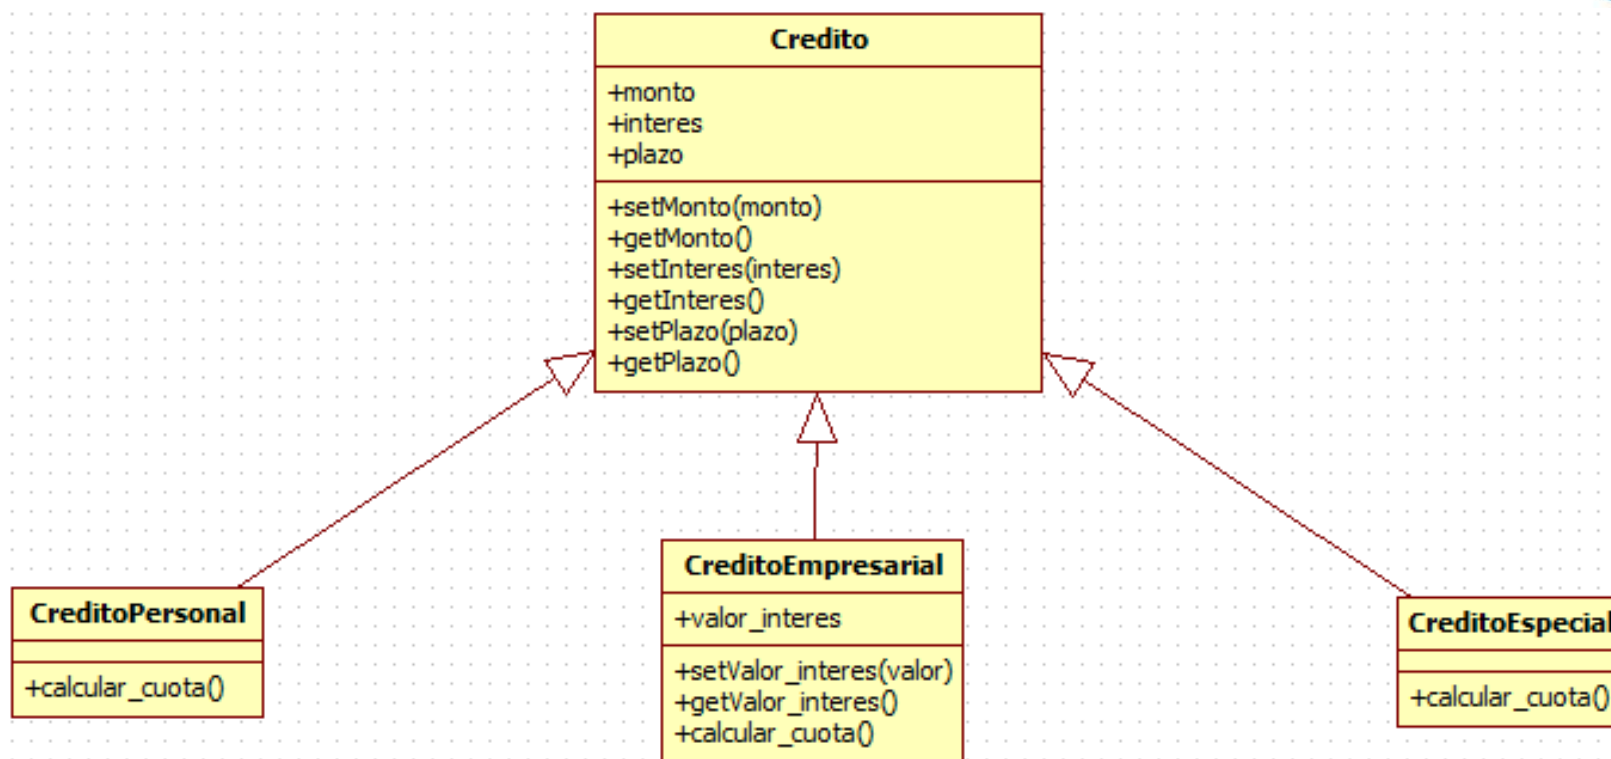 Credito
+monto
+interes
+plazo
+setMonto(monto)
+getMonto()
+setInteres(interes)
+getInteres()
+setPlazo(plazo)
+getPlazo()
CreditoPersonal
+calcular_cuota()
CreditoEmpresarial
+valor_interes
+setValor_interes(valor)
+getValor_interes()
+calcular_cuota()
CreditoEspecial
+calcular_cuota()